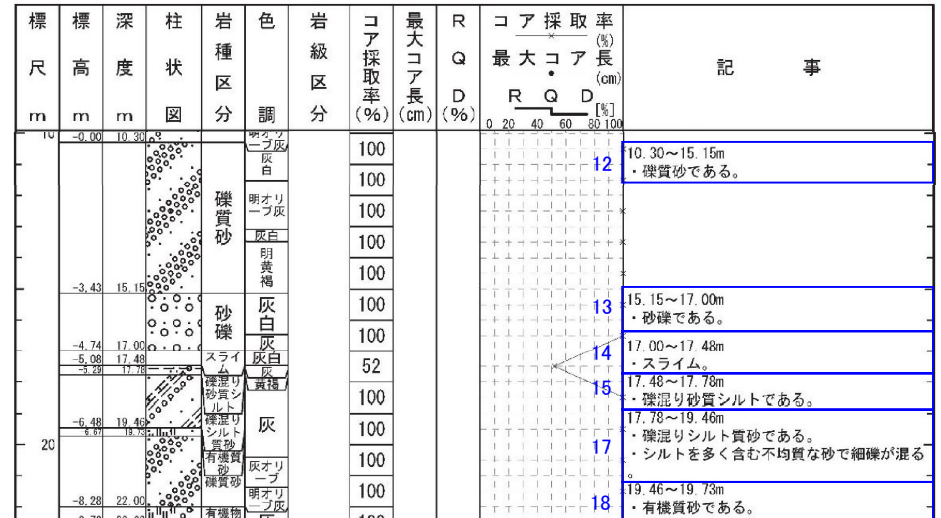 標尺 m
標高 m
深度 m
柱状図
岩種区分
色調
岩級区分
コア採取率(%)
最大コア長(cm)
RQD(%)
コア採取率
(%)
最大コア長
(cm)
RQD
[%]
0 20 40 60 80 100
記事
10
-0.00 10.30
明オリーブ灰
灰白
明オリーブ灰
灰白
明黄褐
礫質砂
100
100
100
100
100
-3.43 15.15
砂礫
灰白
灰
100
100
-4.74 17.00
スライム
灰白
52
-5.08 17.48
灰
-5.29 17.78
黄褐
礫混り砂質シルト
100
礫混りシルト質砂
灰
100
-6.48 19.46
-6.67 19.73
20
有機質砂
100
礫質砂
灰オリーブ
明オリーブ灰
100
-8.28 22.00
有機物
12
10.30～15.15m
・礫質砂である。
13
15.15～17.00m
・砂礫である。
14
17.00～17.48m
・スライム。
15
17.48～17.78m
・礫混り砂質シルトである。
17
17.78～19.46m
・礫混りシルト質砂である。
・シルトを多く含む不均質な砂で細礫が混る
18
19.46～19.73m
・有機質砂である。